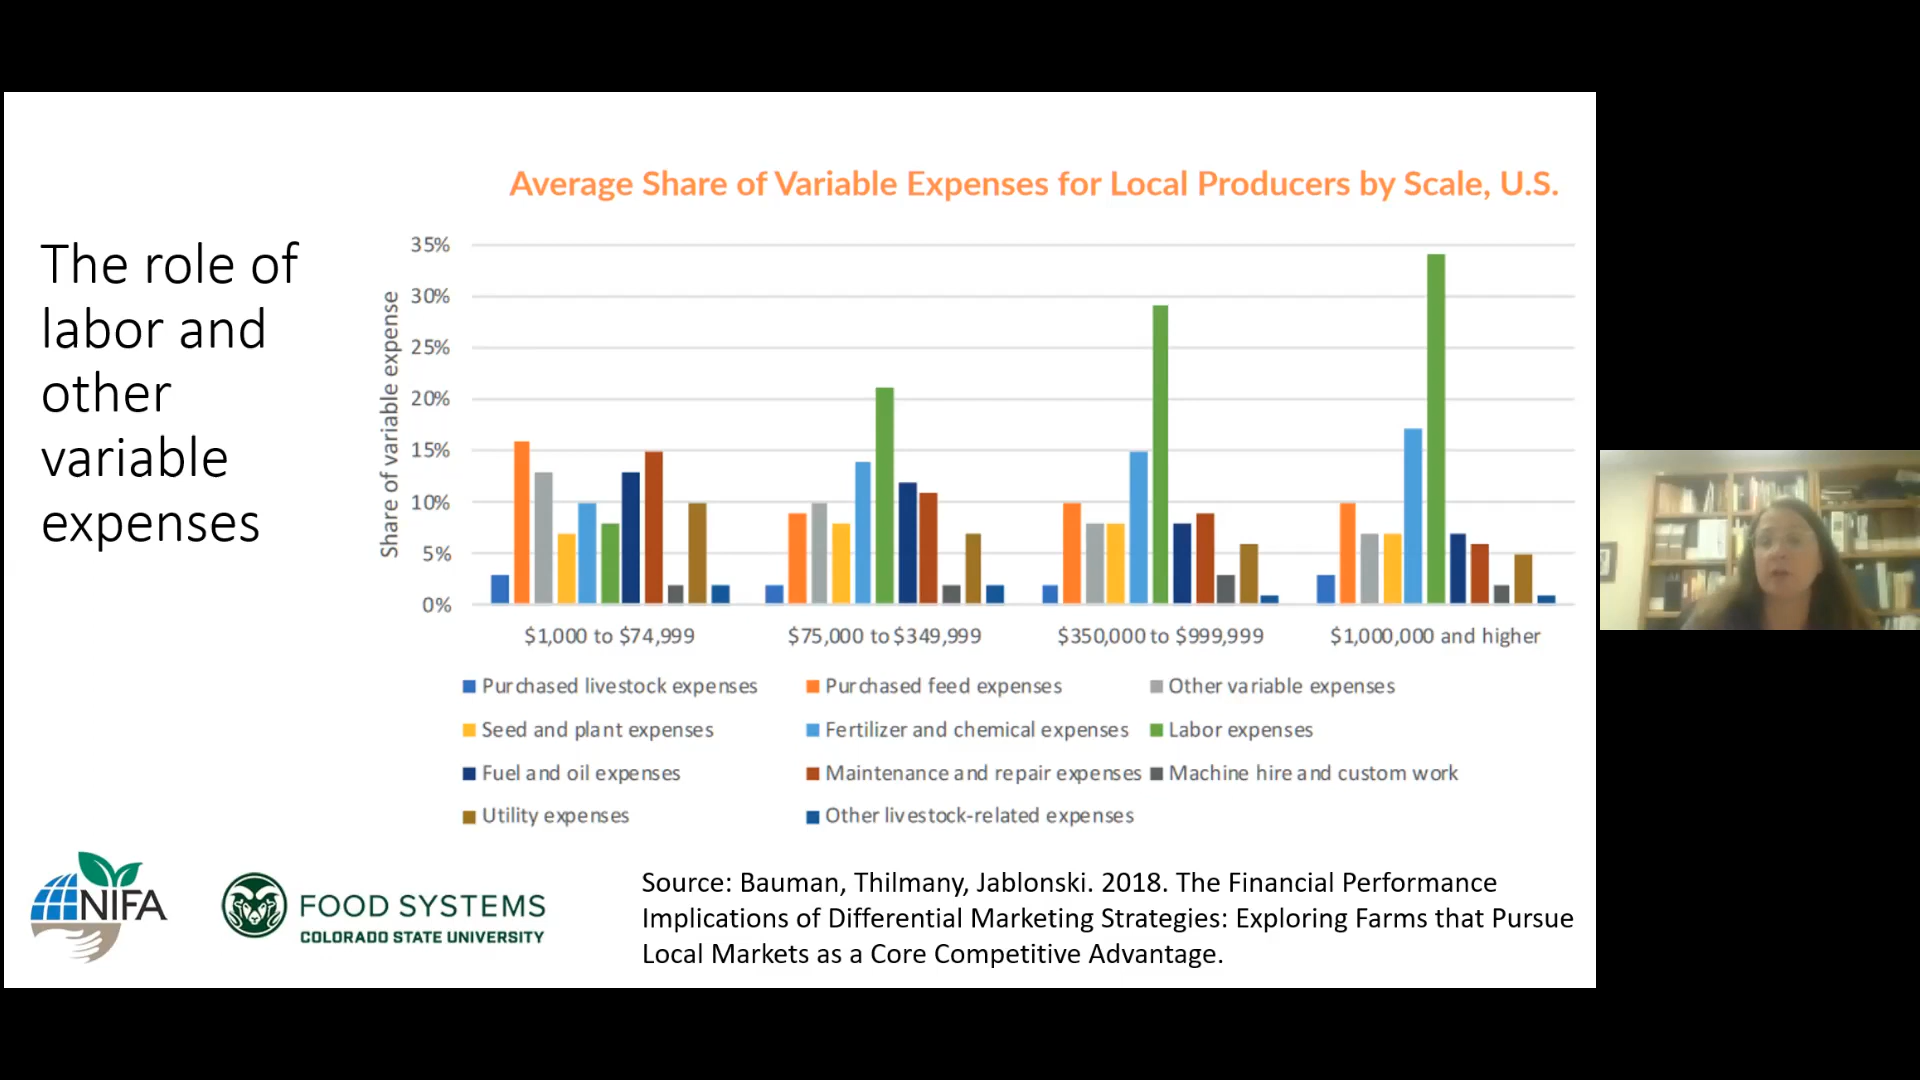 The role of
labor and
other
variable
expenses
Average Share of Variable Expenses for Local Producers by Scale, U.S.
Share of variable expense
35%
30%
25%
20%
15%
10%
5%
0%
$1,000 to $74,999
$75,000 to $349,999
$350,000 to $999,999
$1,000,000 and higher
Purchased livestock expenses
Purchased feed expenses
Other variable expenses
Seed and plant expenses
Fertilizer and chemical expenses
Labor expenses
Fuel and oil expenses
Maintenance and repair expenses
Machine hire and custom work
Utility expenses
Other livestock-related expenses
NIFA
FOOD SYSTEMS
COLORADO STATE UNIVERSITY
Source: Bauman, Thilmany, Jablonski. 2018. The Financial Performance
Implications of Differential Marketing Strategies: Exploring Farms that Pursue
Local Markets as a Core Competitive Advantage.